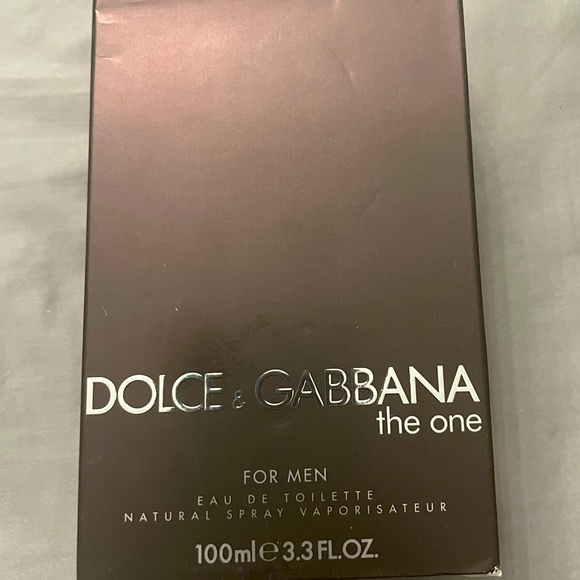 DOLCE & GABBANA
the one
FOR MEN
EAU DE TOILETTE
NATURAL SPRAY VAPORISATEUR
100ml e 3.3 FL.OZ.